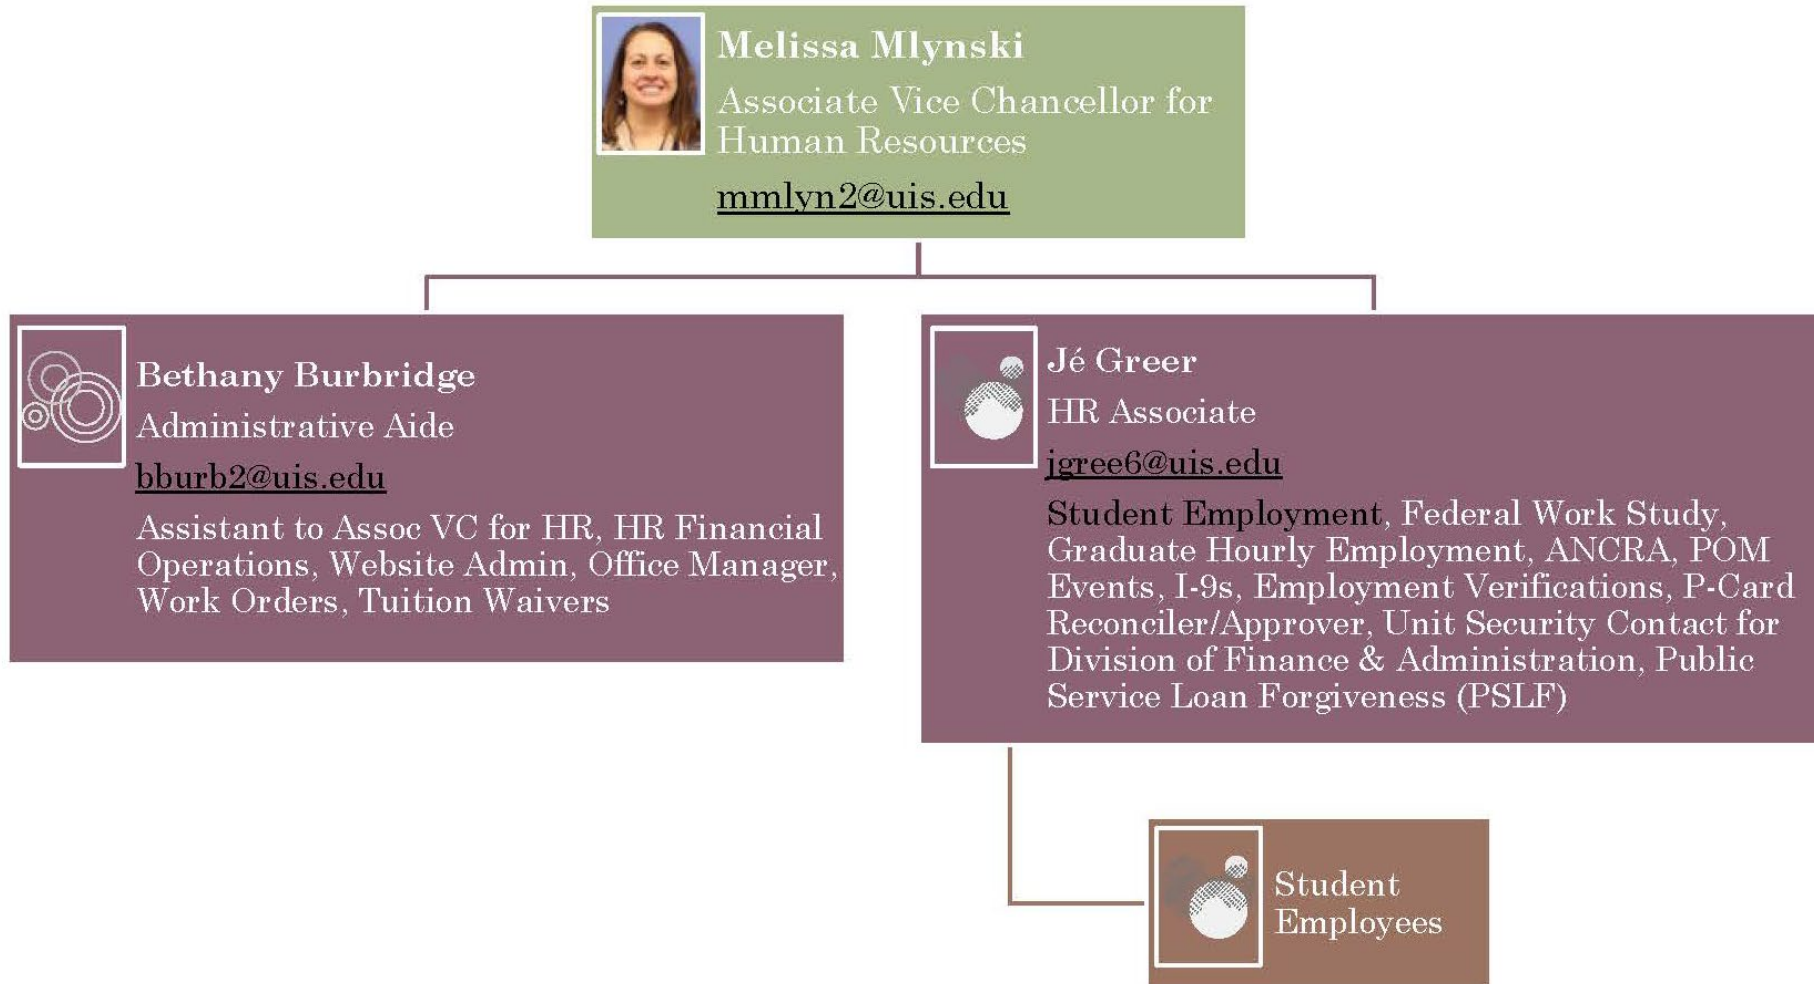 Melissa Mlynski
Associate Vice Chancellor for
Human Resources
mmlyn2@uis.edu
Bethany Burbridge
Administrative Aide
bburb2@uis.edu
Assistant to Assoc VC for HR, HR Financial
Operations, Website Admin, Office Manager,
Work Orders, Tuition Waivers
Jé Greer
HR Associate
jgree6@uis.edu
Student Employment, Federal Work Study,
Graduate Hourly Employment, ANCRA, POM
Events, I-9s, Employment Verifications, P-Card
Reconciler/Approver, Unit Security Contact for
Division of Finance & Administration, Public
Service Loan Forgiveness (PSLF)
Student
Employees